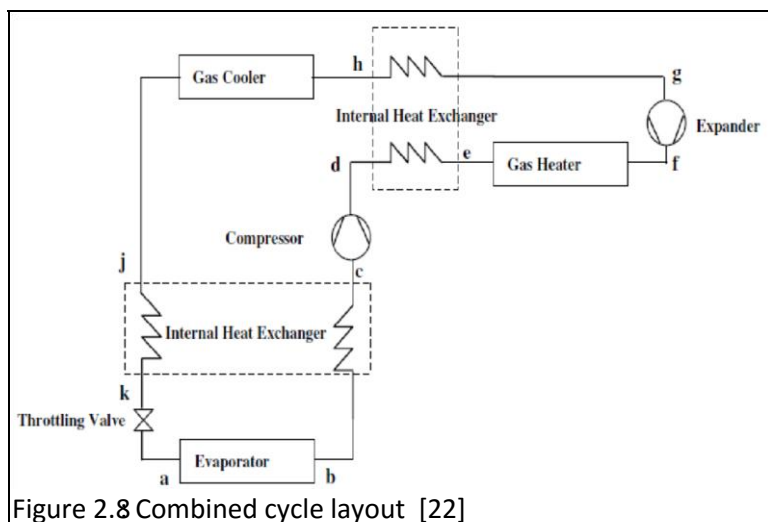 Gas Cooler
h
g
Internal Heat Exchanger
Expander
d
e
Gas Heater
f
Compressor
j
c
Internal Heat Exchanger
k
Throttling Valve
Evaporator
a
b
Figure 2.8 Combined cycle layout [22]